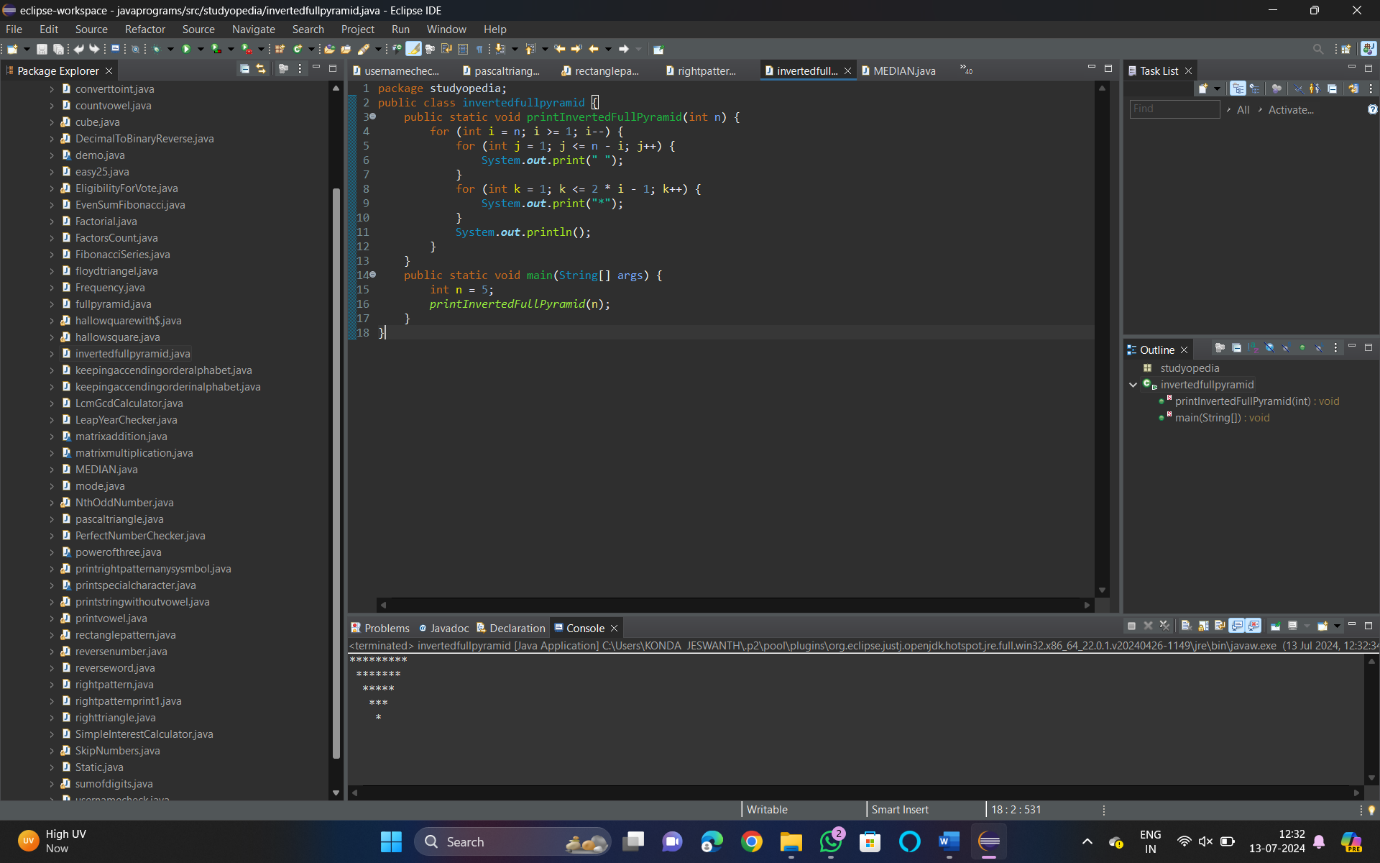 eclipse-workspace - javaprograms/src/studyopedia/invertedfullpyramid.java - Eclipse IDE
File Edit Source Refactor Source Navigate Search Project Run Window Help
Package Explorer
converttoint.java
countvowel.java
cube.java
DecimalToBinaryReverse.java
demo.java
easy25.java
EligibilityForVote.java
EvenSumFibonacci.java
Factorial.java
FactorsCount.java
FibonacciSeries.java
floydtriangel.java
Frequency.java
fullpyramid.java
hallowquarewith$.java
hallowsquare.java
invertedfullpyramid.java
keepingaccendingorderalphabet.java
keepingaccendingorderinalphabet.java
LcmGcdCalculator.java
LeapYearChecker.java
matrixaddition.java
matrixmultiplication.java
MEDIAN.java
mode.java
NthOddNumber.java
pascaltriangle.java
PerfectNumberChecker.java
powerofthree.java
printrightpatternanysysmbol.java
printspecialcharacter.java
printstringwithoutvowel.java
printvowel.java
rectanglepattern.java
reversenumber.java
reverseword.java
rightpattern.java
rightpatternprint1.java
righttriangle.java
SimpleInterestCalculator.java
SkipNumbers.java
Static.java
sumofdigits.java
usernamecheck.java
usernamechec... pascaltriang... rectanglepa... rightpatter... invertedfull... MEDIAN.java »40
1 package studyopedia;
2 public class invertedfullpyramid {
3 public static void printInvertedFullPyramid(int n) {
4 for (int i = n; i >= 1; i--) {
5 for (int j = 1; j <= n - i; j++) {
6 System.out.print(" ");
7 }
8 for (int k = 1; k <= 2 * i - 1; k++) {
9 System.out.print("*");
10 }
11 System.out.println();
12 }
13 }
14 public static void main(String[] args) {
15 int n = 5;
16 printInvertedFullPyramid(n);
17 }
18 }
Task List
Find All Activate...
Outline
studyopedia
invertedfullpyramid
printInvertedFullPyramid(int) : void
main(String[]) : void
Problems Javadoc Declaration Console
<terminated> invertedfullpyramid [Java Application] C:\Users\KONDA JESWANTH\.p2\pool\plugins\org.eclipse.justj.openjdk.hotspot.jre.full.win32.x86_64_22.0.1.v20240426-1149\jre\bin\javaw.exe (13 Jul 2024, 12:32:34
*********
*******
*****
***
*
Writable Smart Insert 18 : 2 : 531
UV High UV
Now
Search
2
ENG
IN
12:32
13-07-2024
PRE